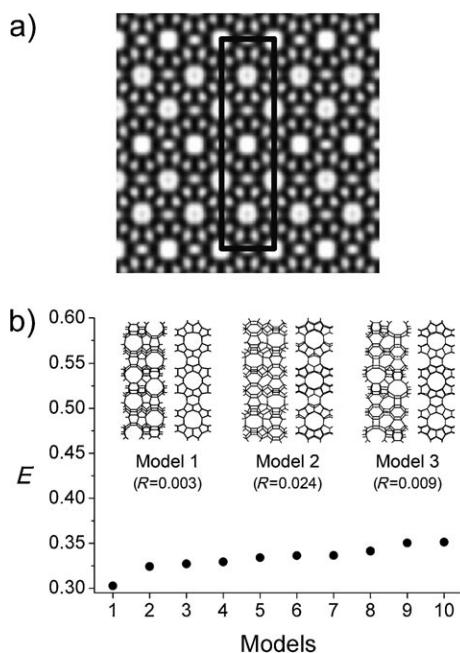 a)
b)
0.60
0.55
0.50
0.45
0.40
0.35
0.30
E
Model 1
(R=0.003)
Model 2
(R=0.024)
Model 3
(R=0.009)
1 2 3 4 5 6 7 8 9 10
Models